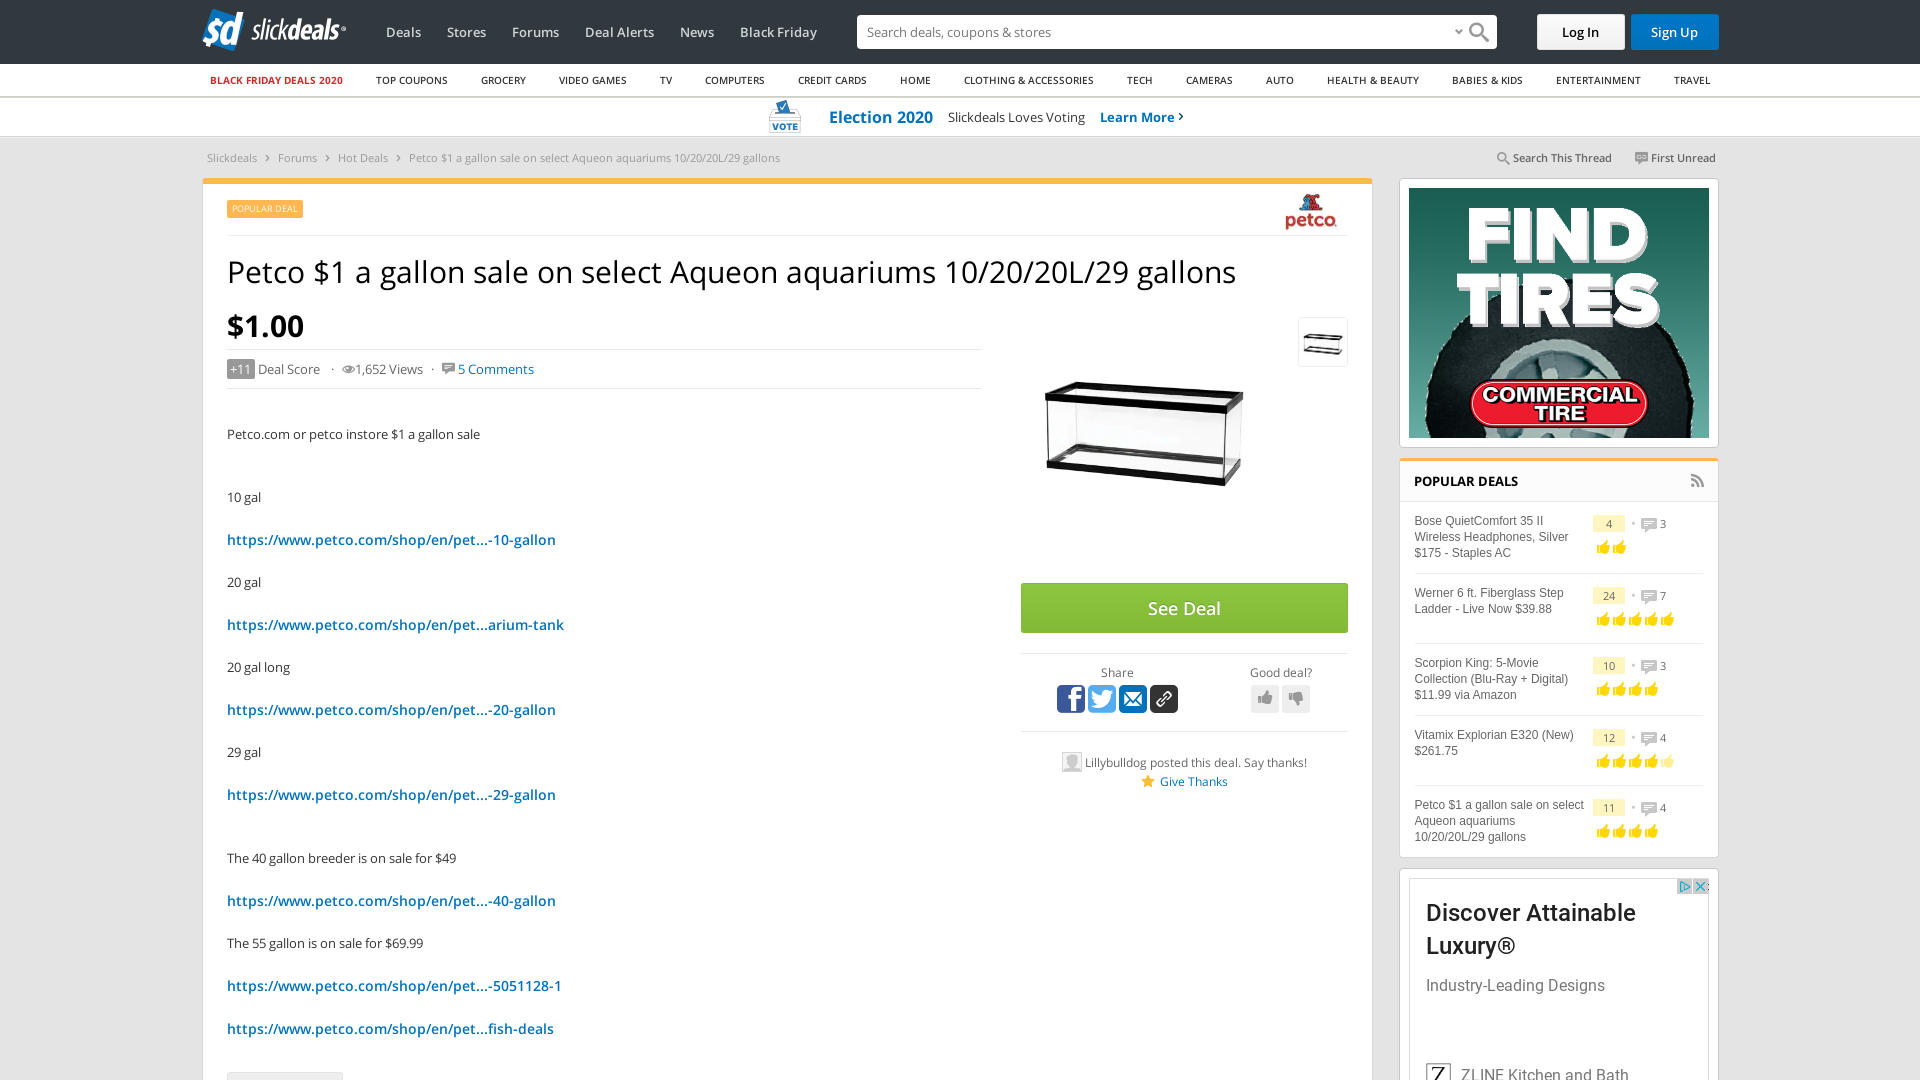 sd slickdeals
Deals
Stores
Forums
Deal Alerts
News
Black Friday
Search deals, coupons & shopping
Log In
Sign Up
BLACK FRIDAY DEALS 2020
TOP COUPONS
GROCERY
VIDEO GAMES
TV
COMPUTERS
CREDIT CARDS
HOME
CLOTHING & ACCESSORIES
TECH
CAMERAS
AUTO
HEALTH & BEAUTY
BABIES & KIDS
ENTERTAINMENT
TRAVEL
VOTE
Election 2020 Slickdeals Loves Voting Learn More
Slickdeals > Forums > Hot Deals > Petco $1 a gallon sale on select Aqueon aquariums 10/20/20L/29 gallons
Search This Thread
First Unread
POPULAR DEAL
petco
Petco $1 a gallon sale on select Aqueon aquariums 10/20/20L/29 gallons
$1.00
+11 Deal Score · 1,652 Views · 5 Comments
Petco.com or petco instore $1 a gallon sale
10 gal
https://www.petco.com/shop/en/pet...-10-gallon
20 gal
https://www.petco.com/shop/en/pet...arium-tank
20 gal long
https://www.petco.com/shop/en/pet...-20-gallon
29 gal
https://www.petco.com/shop/en/pet...-29-gallon
The 40 gallon breeder is on sale for $49
https://www.petco.com/shop/en/pet...-40-gallon
The 55 gallon is on sale for $69.99
https://www.petco.com/shop/en/pet...-5051128-1
https://www.petco.com/shop/en/pet...fish-deals
See Deal
Share
Good deal?
Lillybulldog posted this deal. Say thanks!
Give Thanks
FIND
TIRES
COMMERCIAL
TIRE
POPULAR DEALS
Bose QuietComfort 35 II
Wireless Headphones, Silver
$175 - Staples AC
4 • 3
Werner 6 ft. Fiberglass Step
Ladder - Live Now $39.88
24 • 7
Scorpion King: 5-Movie
Collection (Blu-Ray + Digital)
$11.99 via Amazon
10 • 3
Vitamix Explorian E320 (New)
$261.75
12 • 4
Petco $1 a gallon sale on select
Aqueon aquariums
10/20/20L/29 gallons
11 • 4
Discover Attainable
Luxury®
Industry-Leading Designs
Z ZLINE Kitchen and Bath